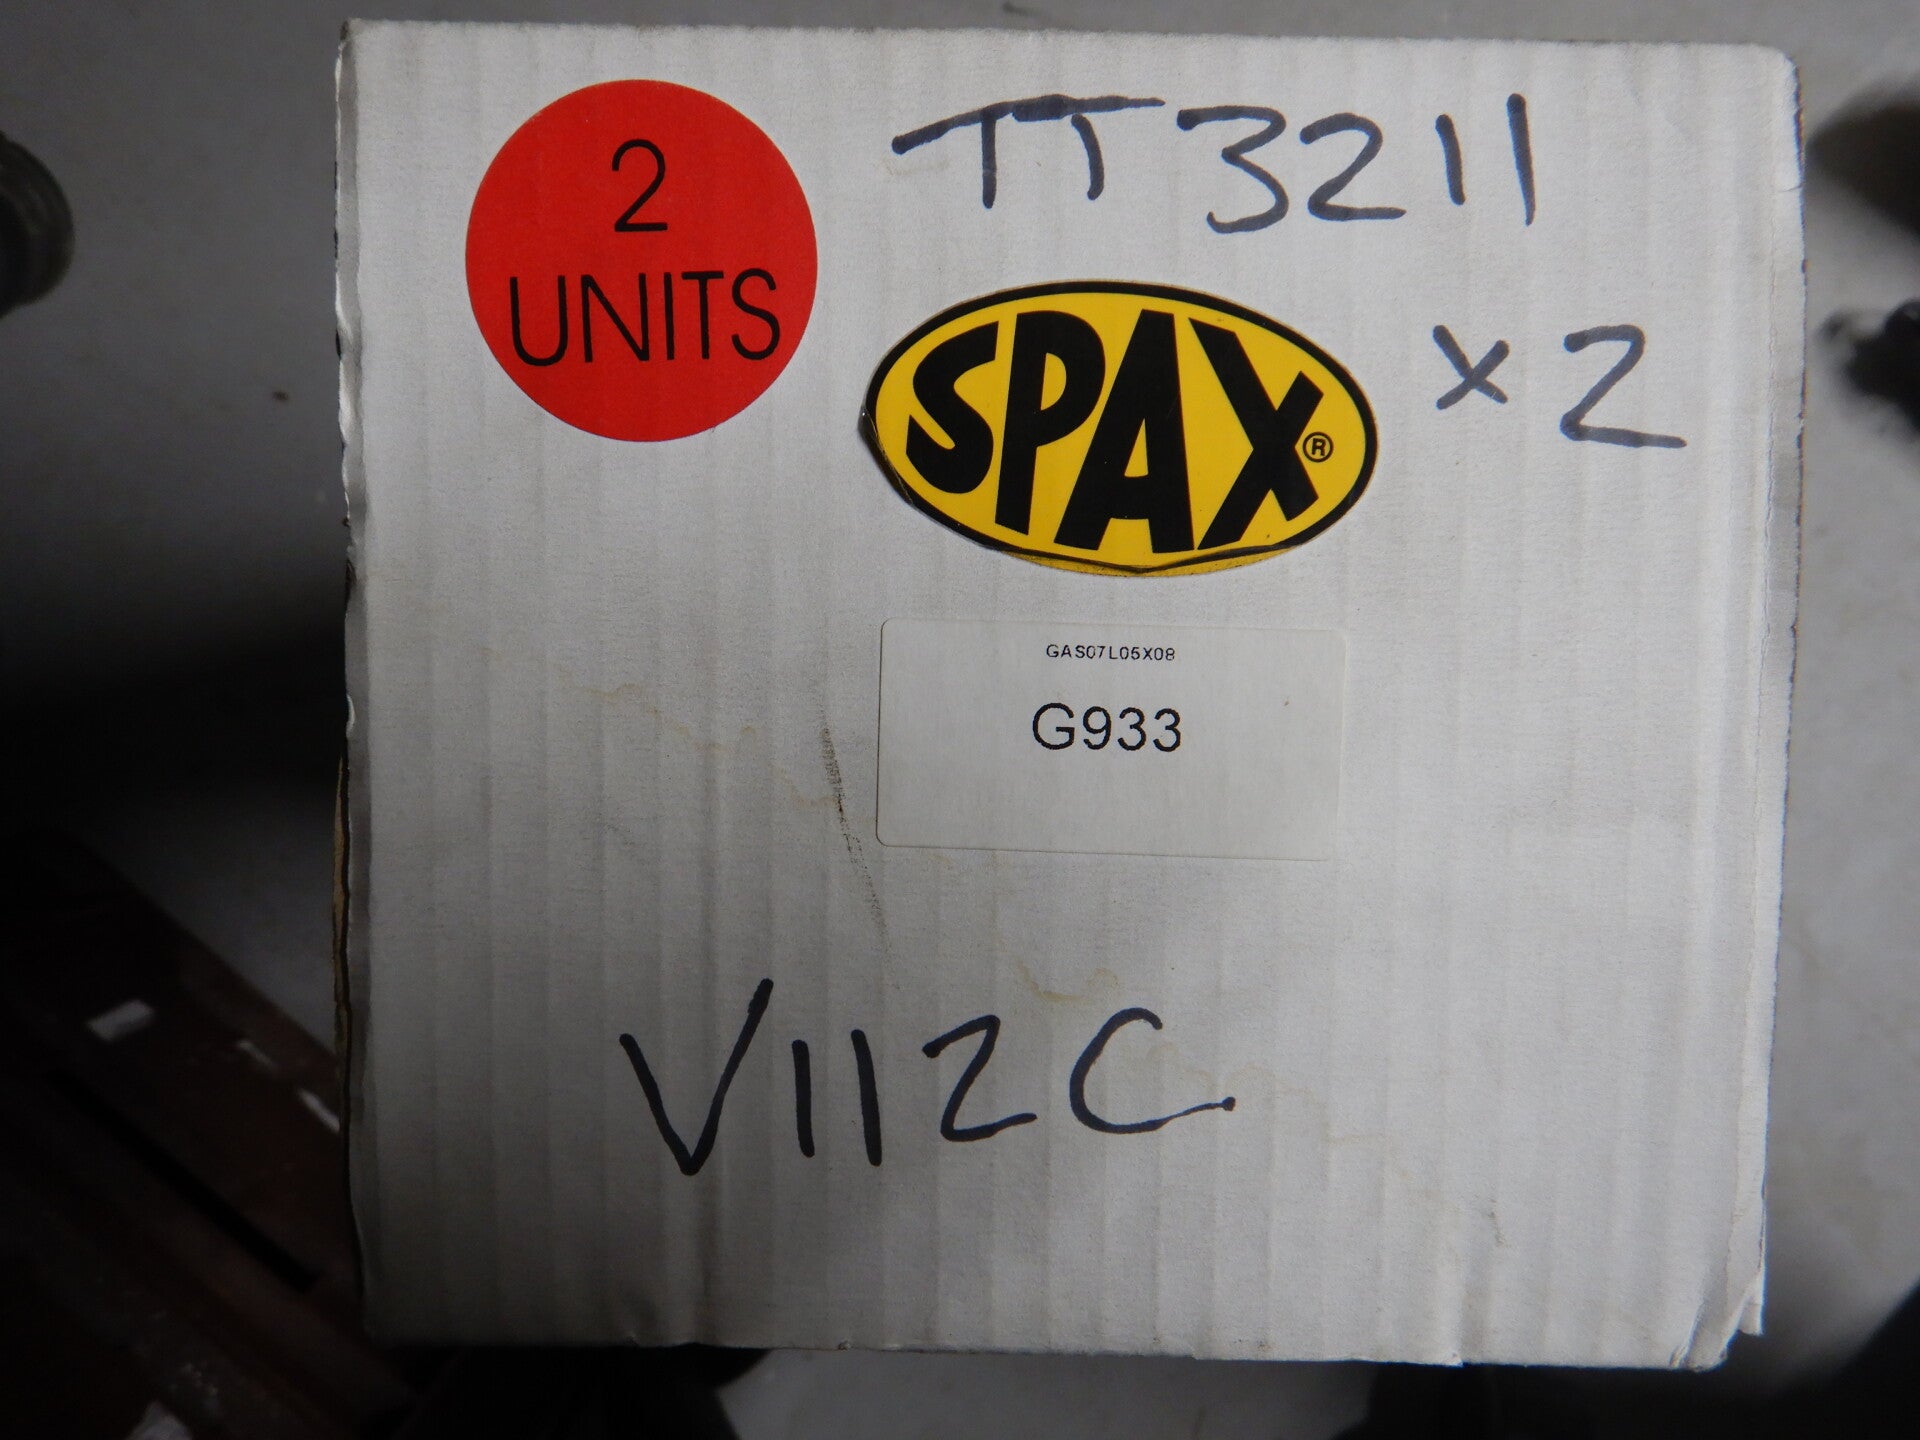 2
UNITS
TT3211
SPAX®
x2
GAS07L05X08
G933
V112C